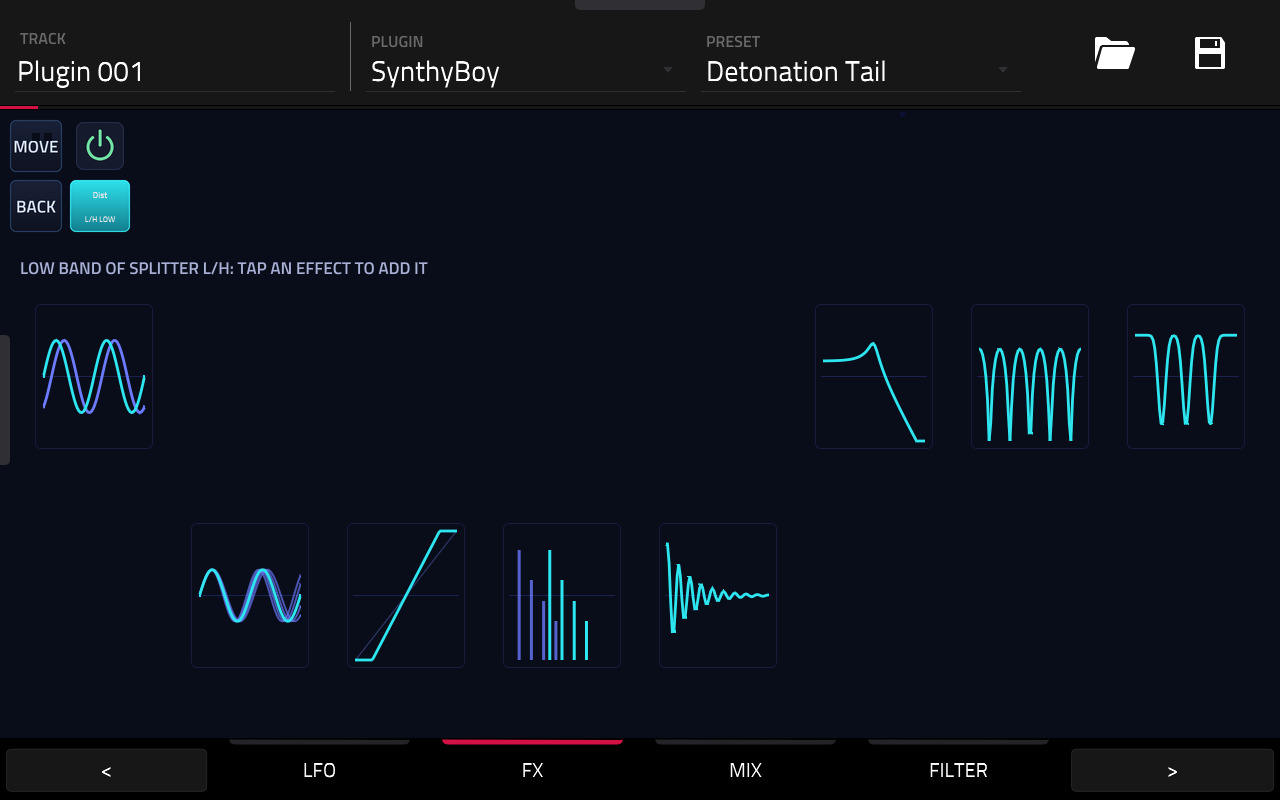 TRACK
Plugin 001
PLUGIN
SynthyBoy
PRESET
Detonation Tail
MOVE
BACK
Dist
L/H LOW
LOW BAND OF SPLITTER L/H: TAP AN EFFECT TO ADD IT
<
LFO
FX
MIX
FILTER
>